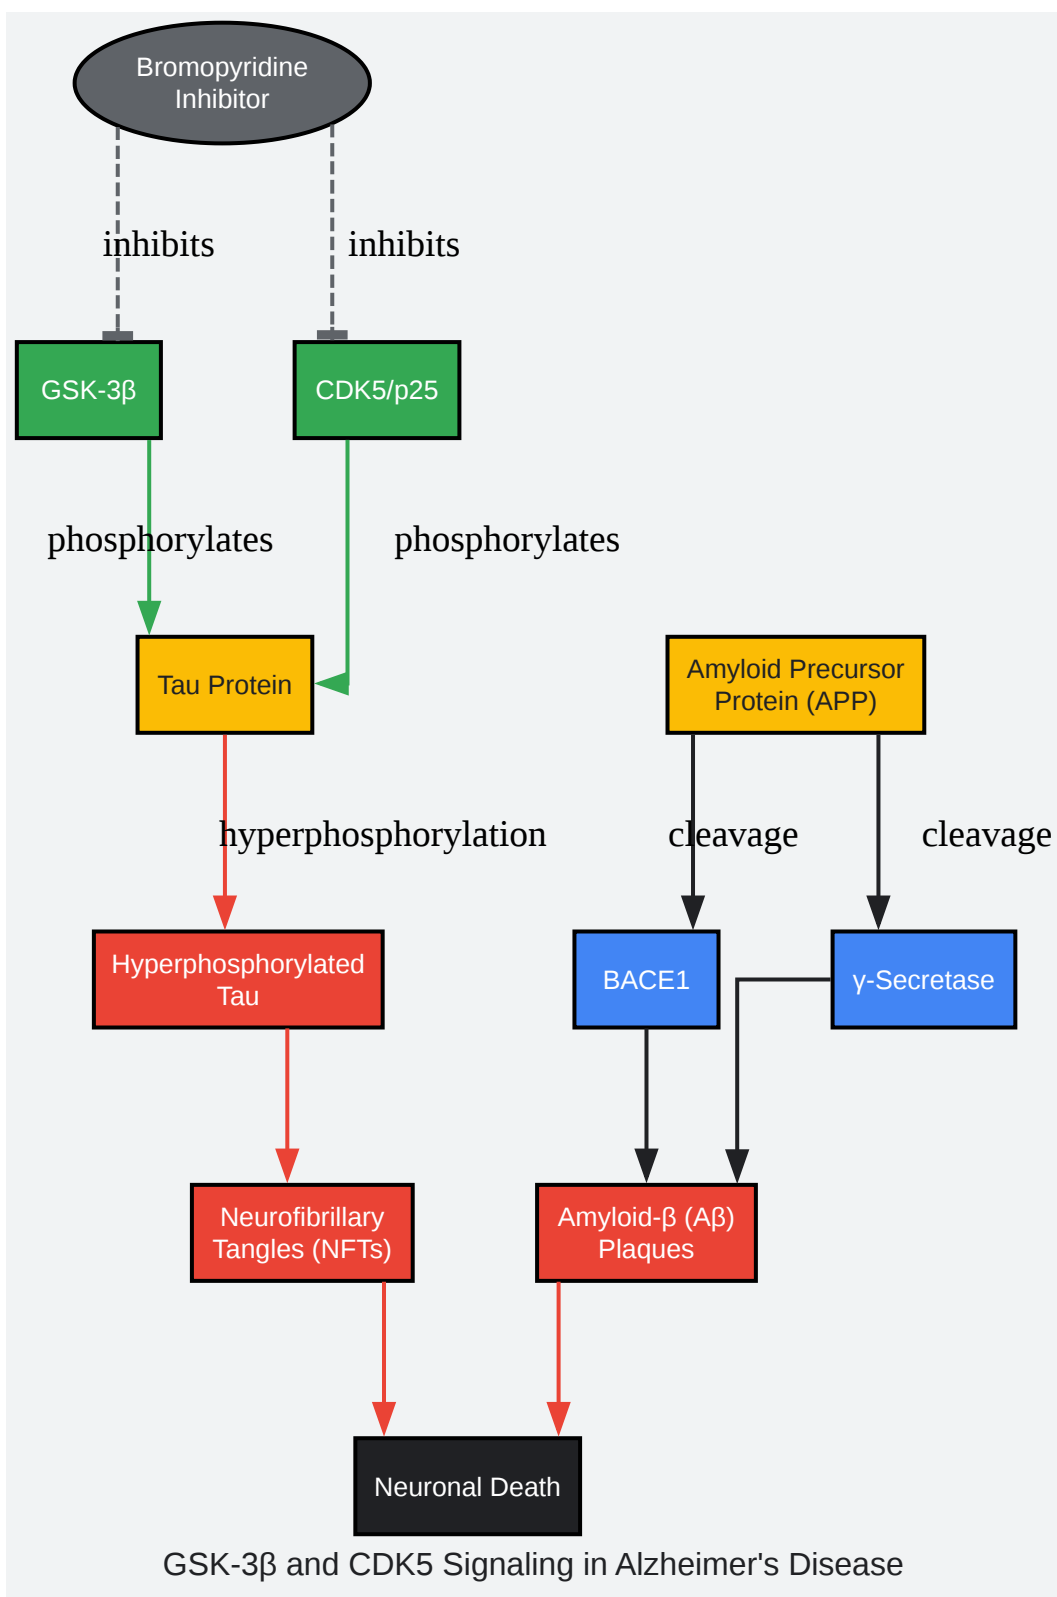 Bromopyridine
Inhibitor
inhibits
inhibits
GSK-3β
CDK5/p25
phosphorylates
phosphorylates
Tau Protein
Amyloid Precursor
Protein (APP)
hyperphosphorylation
cleavage
cleavage
Hyperphosphorylated
Tau
BACE1
γ-Secretase
Neurofibrillary
Tangles (NFTs)
Amyloid-β (Aβ)
Plaques
Neuronal Death
GSK-3β and CDK5 Signaling in Alzheimer's Disease